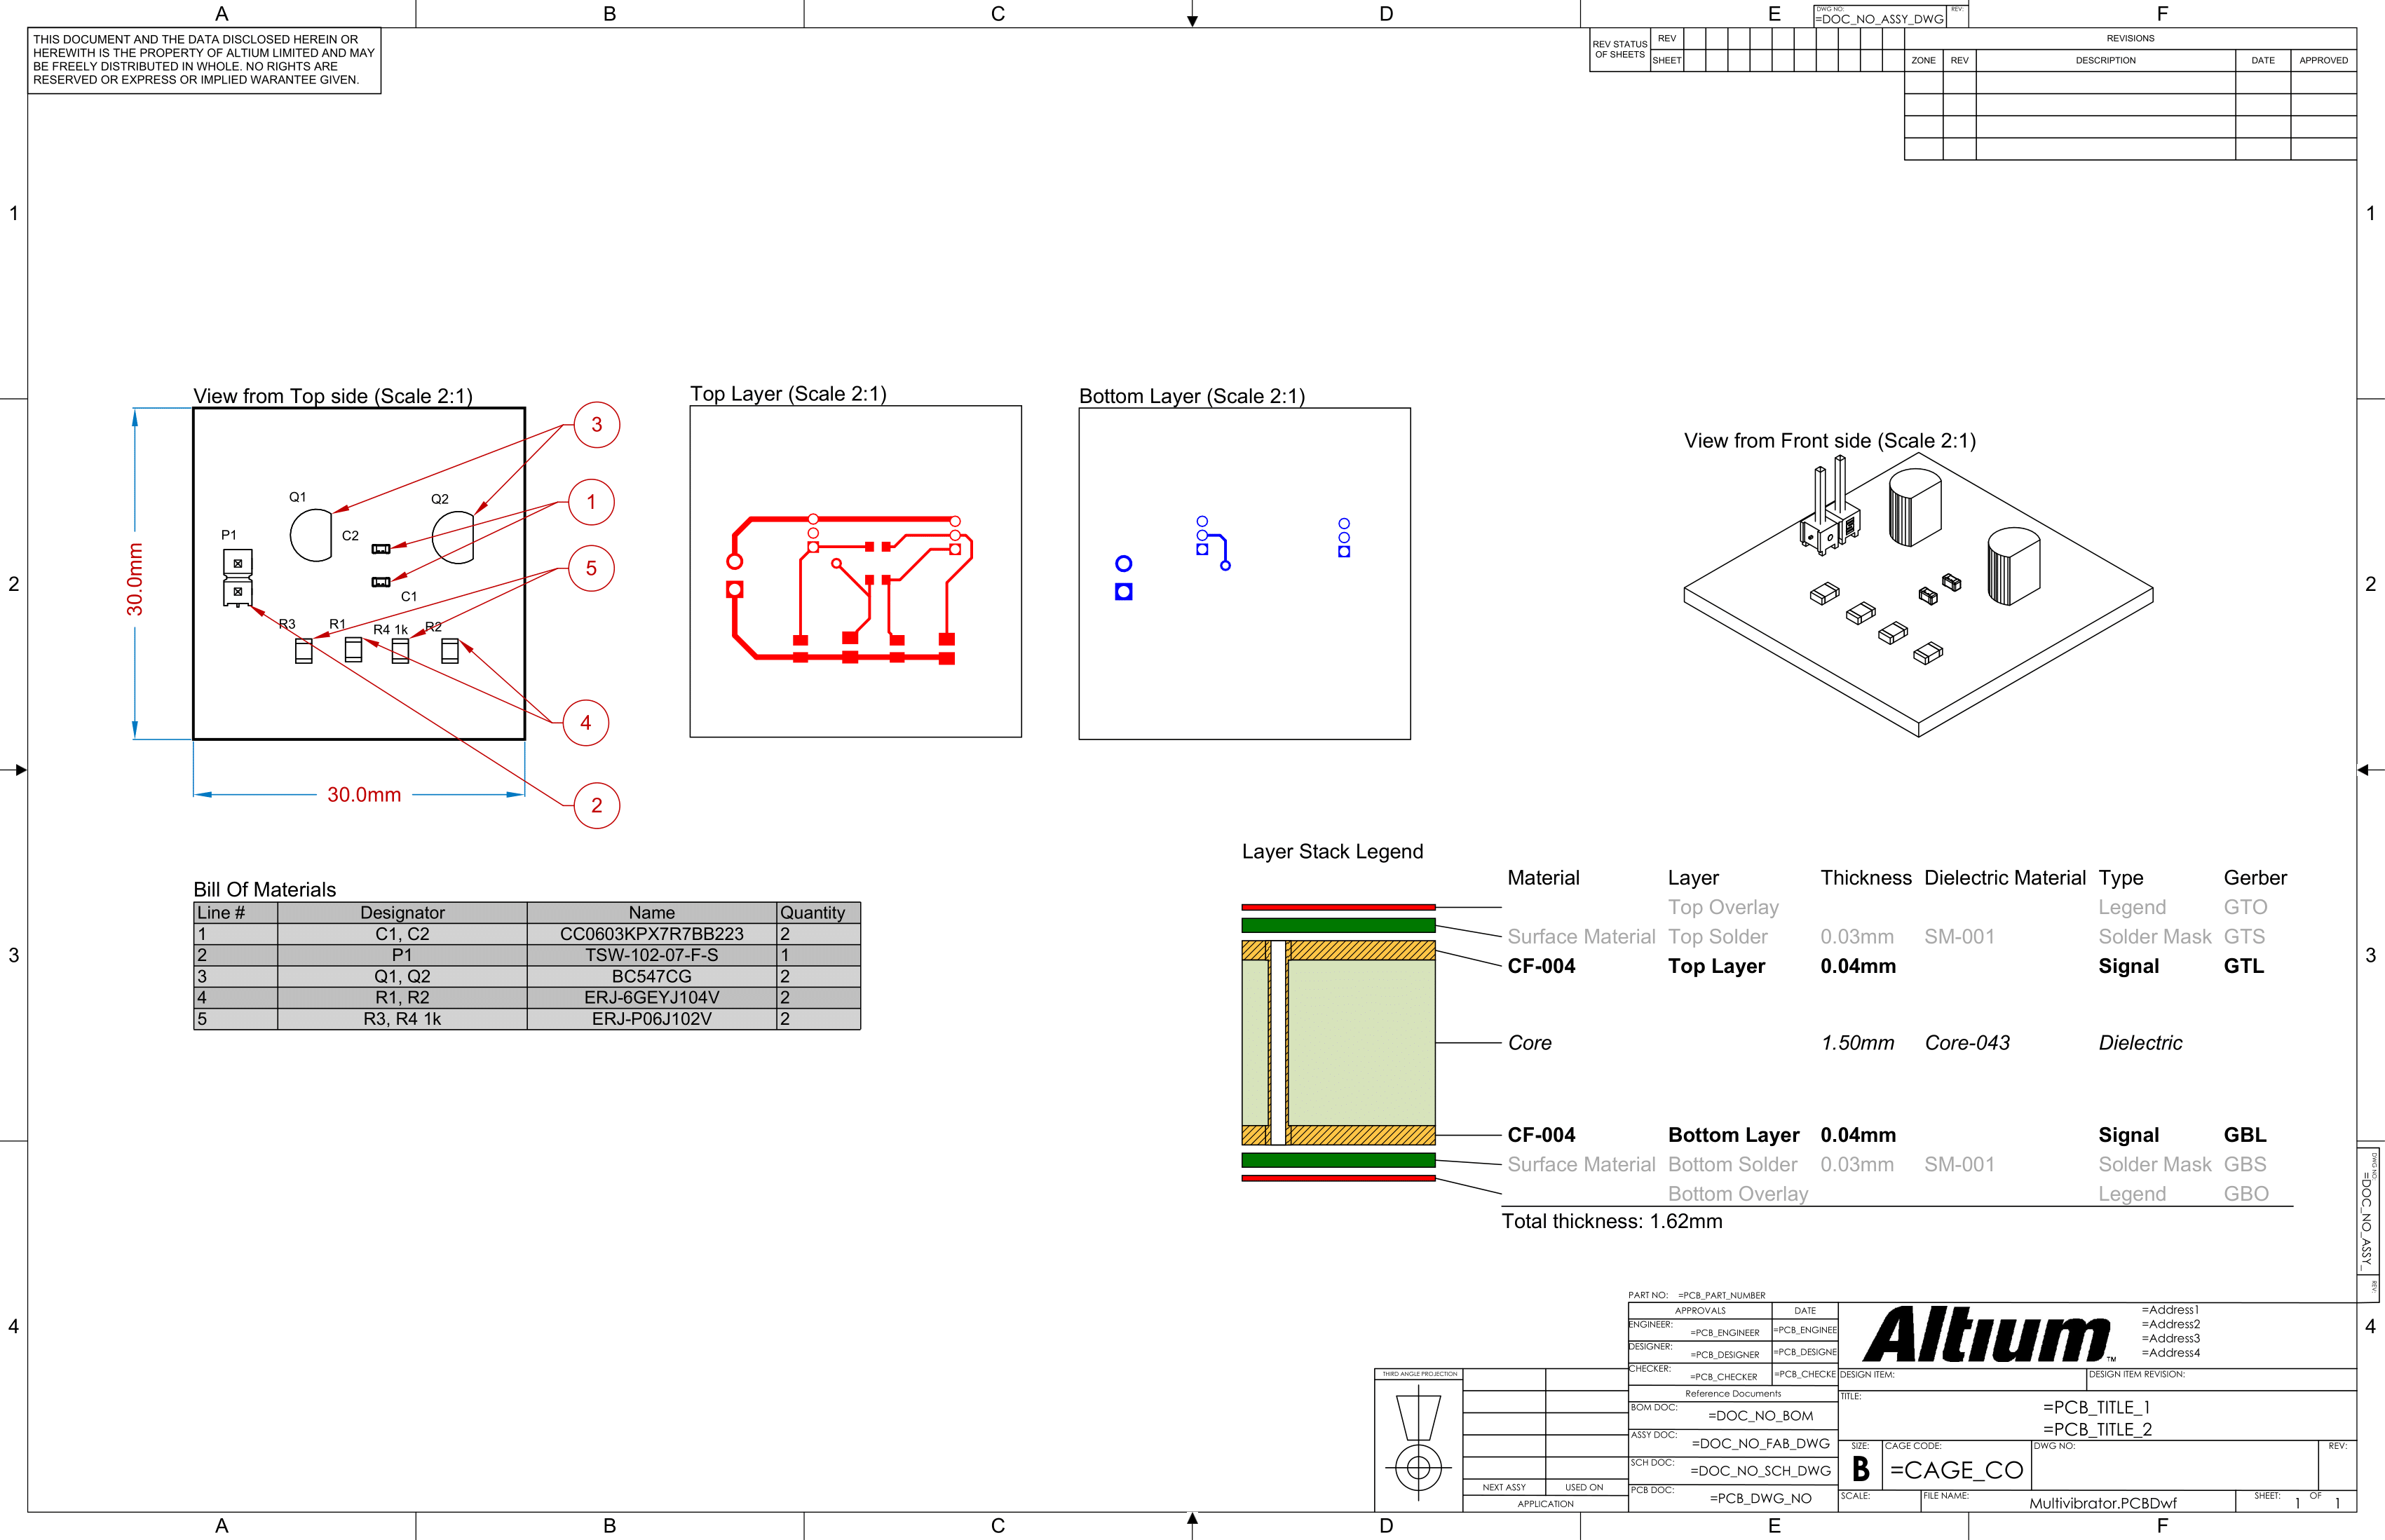 A B C D E F
DWG NO: REV:
=DOC_NO_ASSY_DWG
THIS DOCUMENT AND THE DATA DISCLOSED HEREIN OR
HEREWITH IS THE PROPERTY OF ALTIUM LIMITED AND MAY
BE FREELY DISTRIBUTED IN WHOLE. NO RIGHTS ARE
RESERVED OR EXPRESS OR IMPLIED WARANTEE GIVEN.
REV STATUS
OF SHEETS
REV
SHEET
REVISIONS
ZONE REV DESCRIPTION DATE APPROVED
1 1
View from Top side (Scale 2:1)
3
1
5
4
2
Q1
Q2
P1
C2
C1
R3
R1
R4 1k
R2
30.0mm
30.0mm
Top Layer (Scale 2:1)
Bottom Layer (Scale 2:1)
View from Front side (Scale 2:1)
2 2
Bill Of Materials
Line # Designator Name Quantity
1 C1, C2 CC0603KPX7R7BB223 2
2 P1 TSW-102-07-F-S 1
3 Q1, Q2 BC547CG 2
4 R1, R2 ERJ-6GEYJ104V 2
5 R3, R4 1k ERJ-P06J102V 2
Layer Stack Legend
Material Layer Thickness Dielectric Material Type Gerber
Top Overlay Legend GTO
Surface Material Top Solder 0.03mm SM-001 Solder Mask GTS
CF-004 Top Layer 0.04mm Signal GTL
Core 1.50mm Core-043 Dielectric
CF-004 Bottom Layer 0.04mm Signal GBL
Surface Material Bottom Solder 0.03mm SM-001 Solder Mask GBS
Bottom Overlay Legend GBO
Total thickness: 1.62mm
3 3
DWG NO:
=DOC_NO_ASSY_
REV:
4 4
PART NO: =PCB_PART_NUMBER
APPROVALS DATE
ENGINEER: =PCB_ENGINEER =PCB_ENGINEE
DESIGNER: =PCB_DESIGNER =PCB_DESIGNE
CHECKER: =PCB_CHECKER =PCB_CHECKE
Reference Documents
BOM DOC: =DOC_NO_BOM
ASSY DOC: =DOC_NO_FAB_DWG
SCH DOC: =DOC_NO_SCH_DWG
PCB DOC: =PCB_DWG_NO
THIRD ANGLE PROJECTION
NEXT ASSY USED ON
APPLICATION
Altium TM
=Address1
=Address2
=Address3
=Address4
DESIGN ITEM: DESIGN ITEM REVISION:
TITLE:
=PCB_TITLE_1
=PCB_TITLE_2
SIZE: CAGE CODE: DWG NO: REV:
B =CAGE_CO
SCALE: FILE NAME: Multivibrator.PCBDwf SHEET: 1 OF 1
A B C D E F